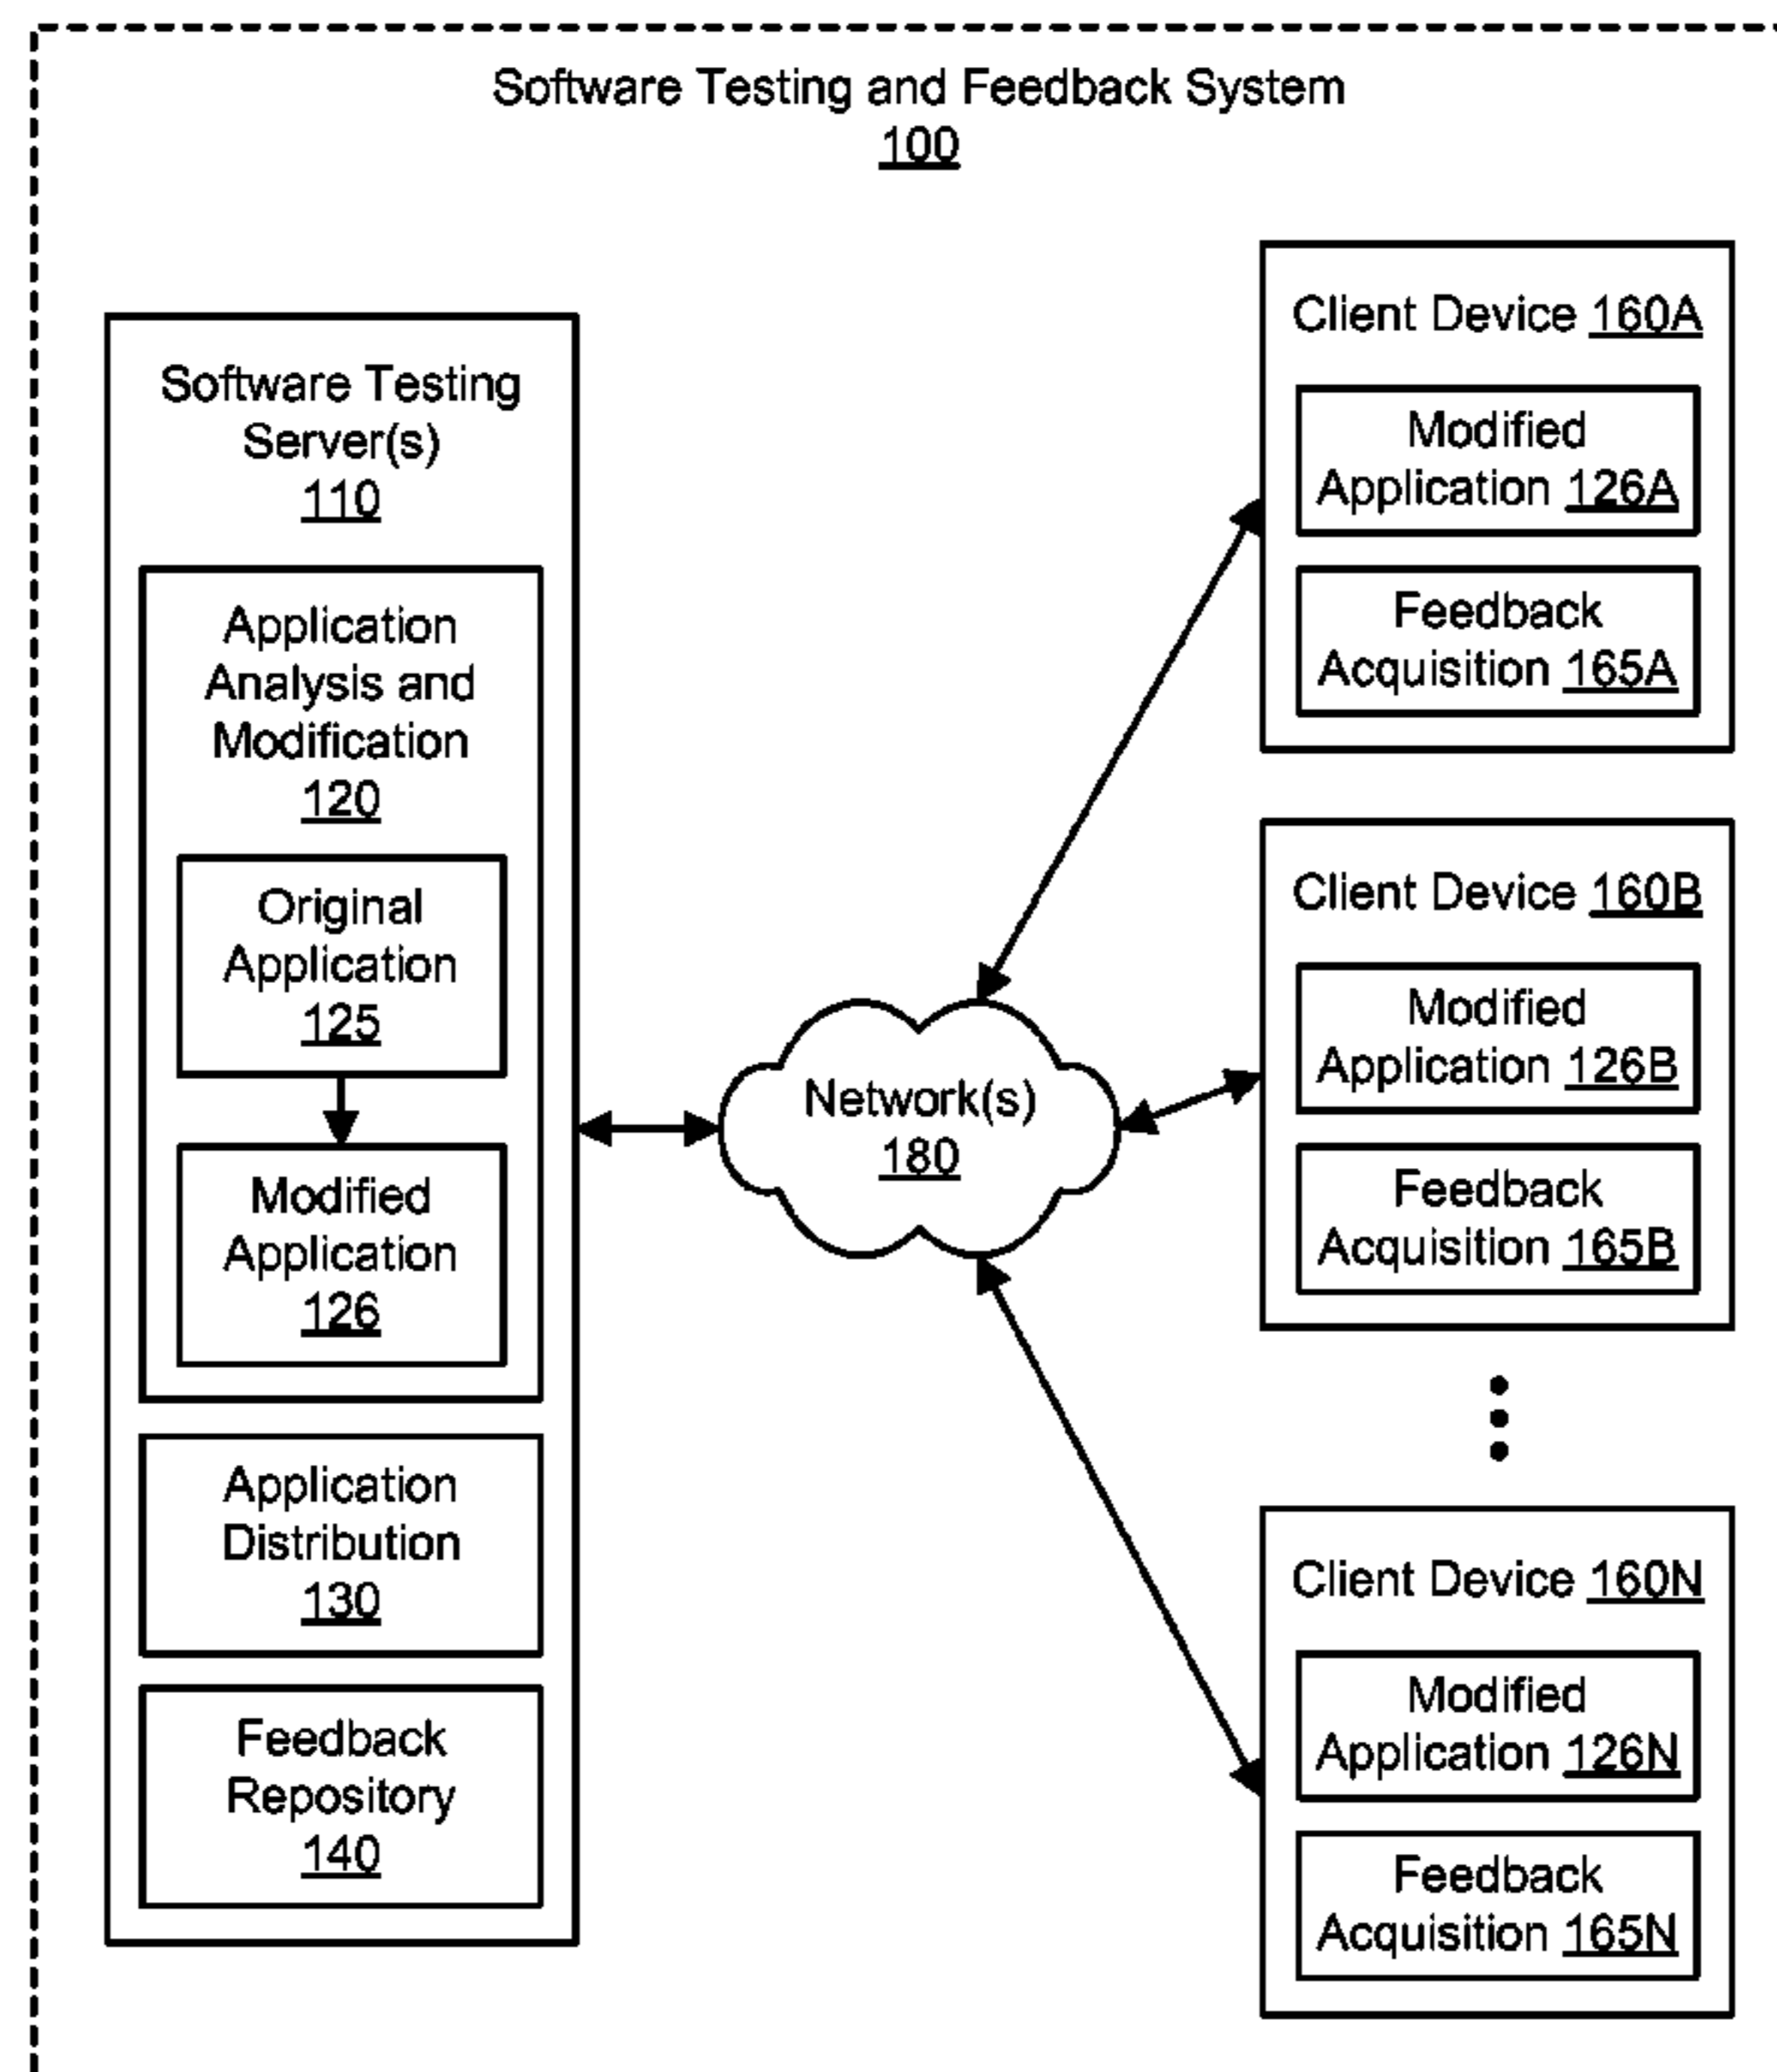 Software Testing and Feedback System
100
Software Testing
Server(s)
110
Application
Analysis and
Modification
120
Original
Application
125
Modified
Application
126
Application
Distribution
130
Feedback
Repository
140
Network(s)
180
Client Device 160A
Modified
Application 126A
Feedback
Acquisition 165A
Client Device 160B
Modified
Application 126B
Feedback
Acquisition 165B
Client Device 160N
Modified
Application 126N
Feedback
Acquisition 165N